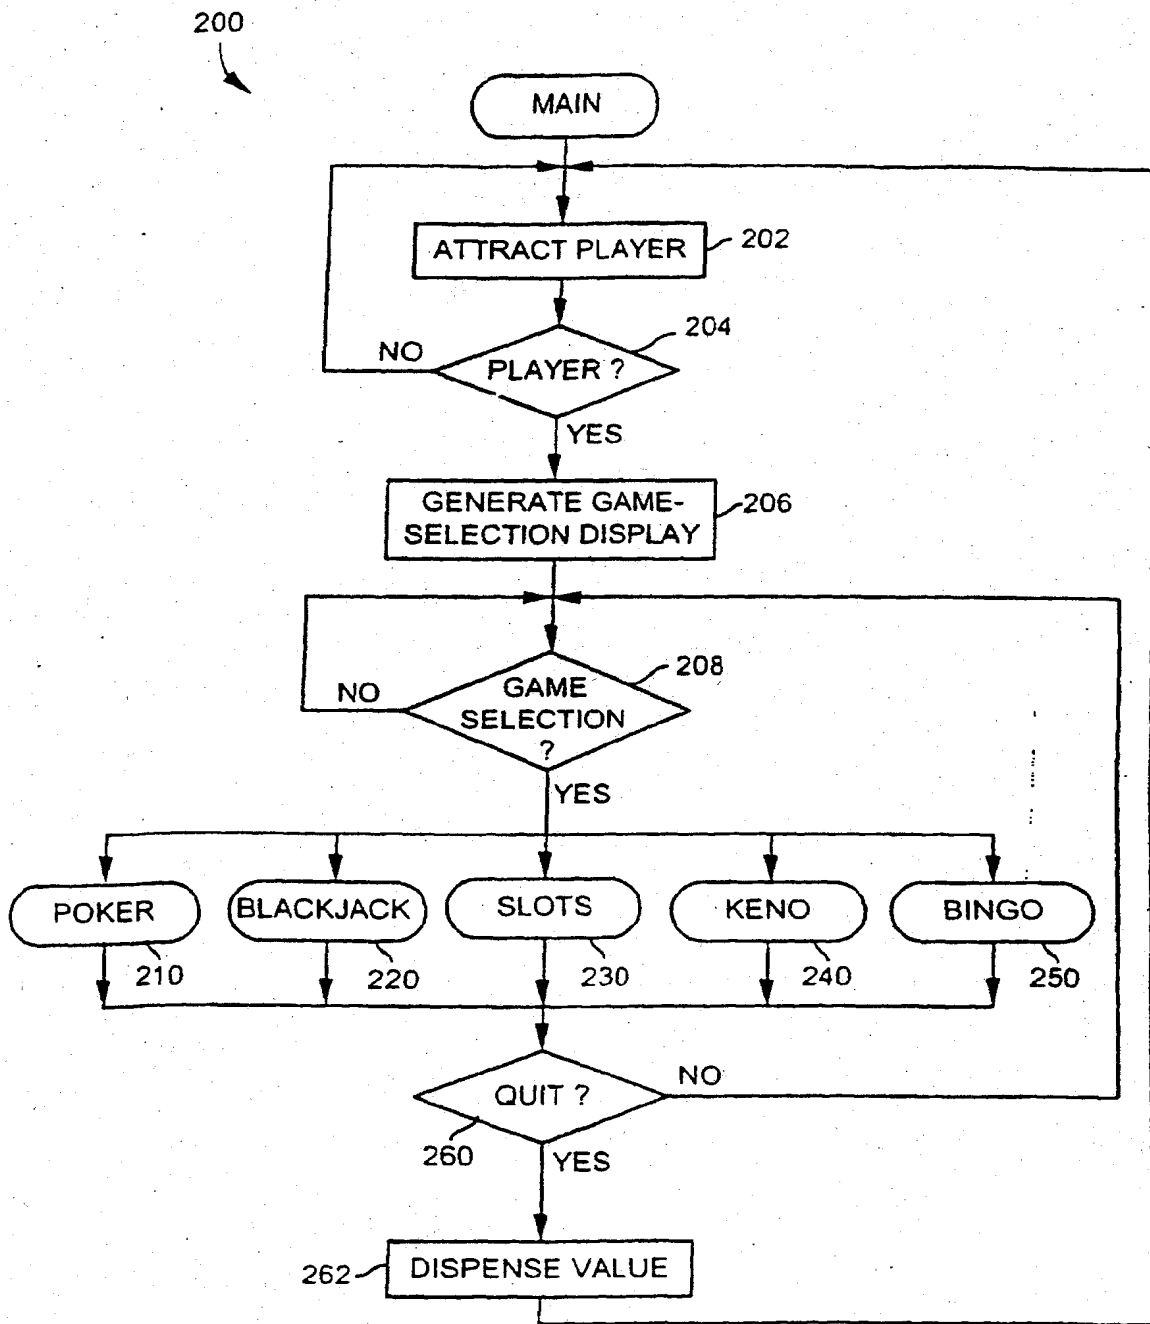 200
MAIN
ATTRACT PLAYER
202
204
NO
PLAYER ?
YES
GENERATE GAME-
SELECTION DISPLAY
206
208
NO
GAME
SELECTION
?
YES
POKER
BLACKJACK
SLOTS
KENO
BINGO
210
220
230
240
250
QUIT ?
NO
260
YES
262
DISPENSE VALUE